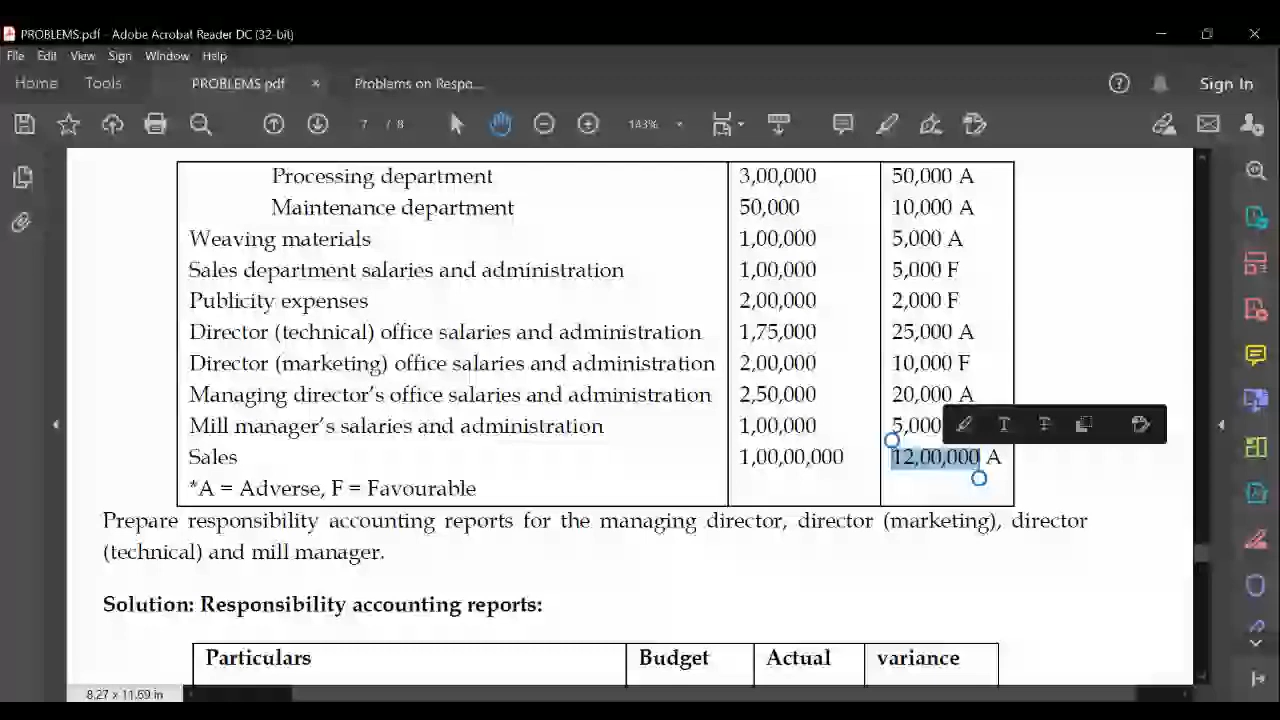 PROBLEMS.pdf - Adobe Acrobat Reader DC (32-bit)
File Edit View Sign Window Help
Home Tools PROBLEMS.pdf × Problems on Respo... Sign In
7 / 8 143%
Processing department 3,00,000 50,000 A
Maintenance department 50,000 10,000 A
Weaving materials 1,00,000 5,000 A
Sales department salaries and administration 1,00,000 5,000 F
Publicity expenses 2,00,000 2,000 F
Director (technical) office salaries and administration 1,75,000 25,000 A
Director (marketing) office salaries and administration 2,00,000 10,000 F
Managing director's office salaries and administration 2,50,000 20,000 A
Mill manager's salaries and administration 1,00,000 5,000
Sales 1,00,00,000 12,00,000 A
*A = Adverse, F = Favourable
Prepare responsibility accounting reports for the managing director, director (marketing), director
(technical) and mill manager.
Solution: Responsibility accounting reports:
Particulars Budget Actual variance
8.27 x 11.69 in